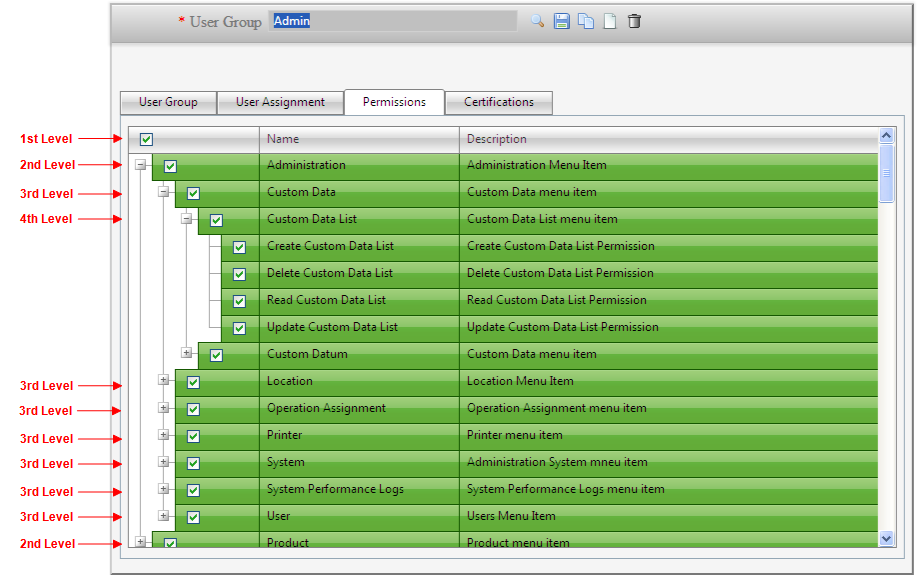 * User Group Admin
User Group User Assignment Permissions Certifications
1st Level Name Description
2nd Level Administration Administration Menu Item
3rd Level Custom Data Custom Data menu item
4th Level Custom Data List Custom Data List menu item
Create Custom Data List Create Custom Data List Permission
Delete Custom Data List Delete Custom Data List Permission
Read Custom Data List Read Custom Data List Permission
Update Custom Data List Update Custom Data List Permission
Custom Datum Custom Data menu item
3rd Level Location Location Menu Item
3rd Level Operation Assignment Operation Assignment menu item
3rd Level Printer Printer menu item
3rd Level System Administration System mneu item
3rd Level System Performance Logs System Performance Logs menu item
3rd Level User Users Menu Item
2nd Level Product Product menu item